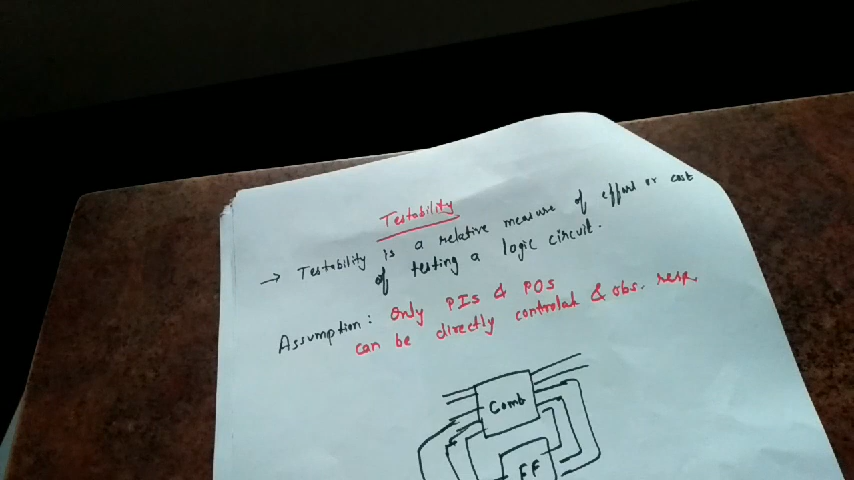 Testability
→ Testability is a relative measure of effort or cost
of testing a logic circuit.
Assumption: Only PIs & POs
can be directly controlab & obs. resp.
Comb
FF